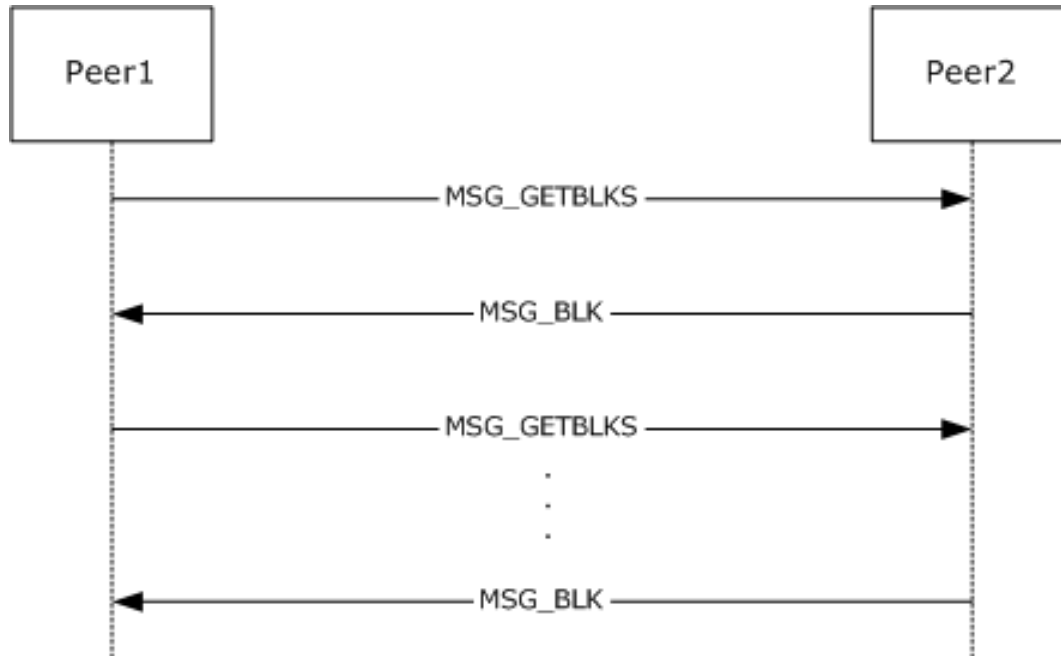 Peer1
Peer2
MSG_GETBLKS
MSG_BLK
MSG_GETBLKS
.
.
.
MSG_BLK